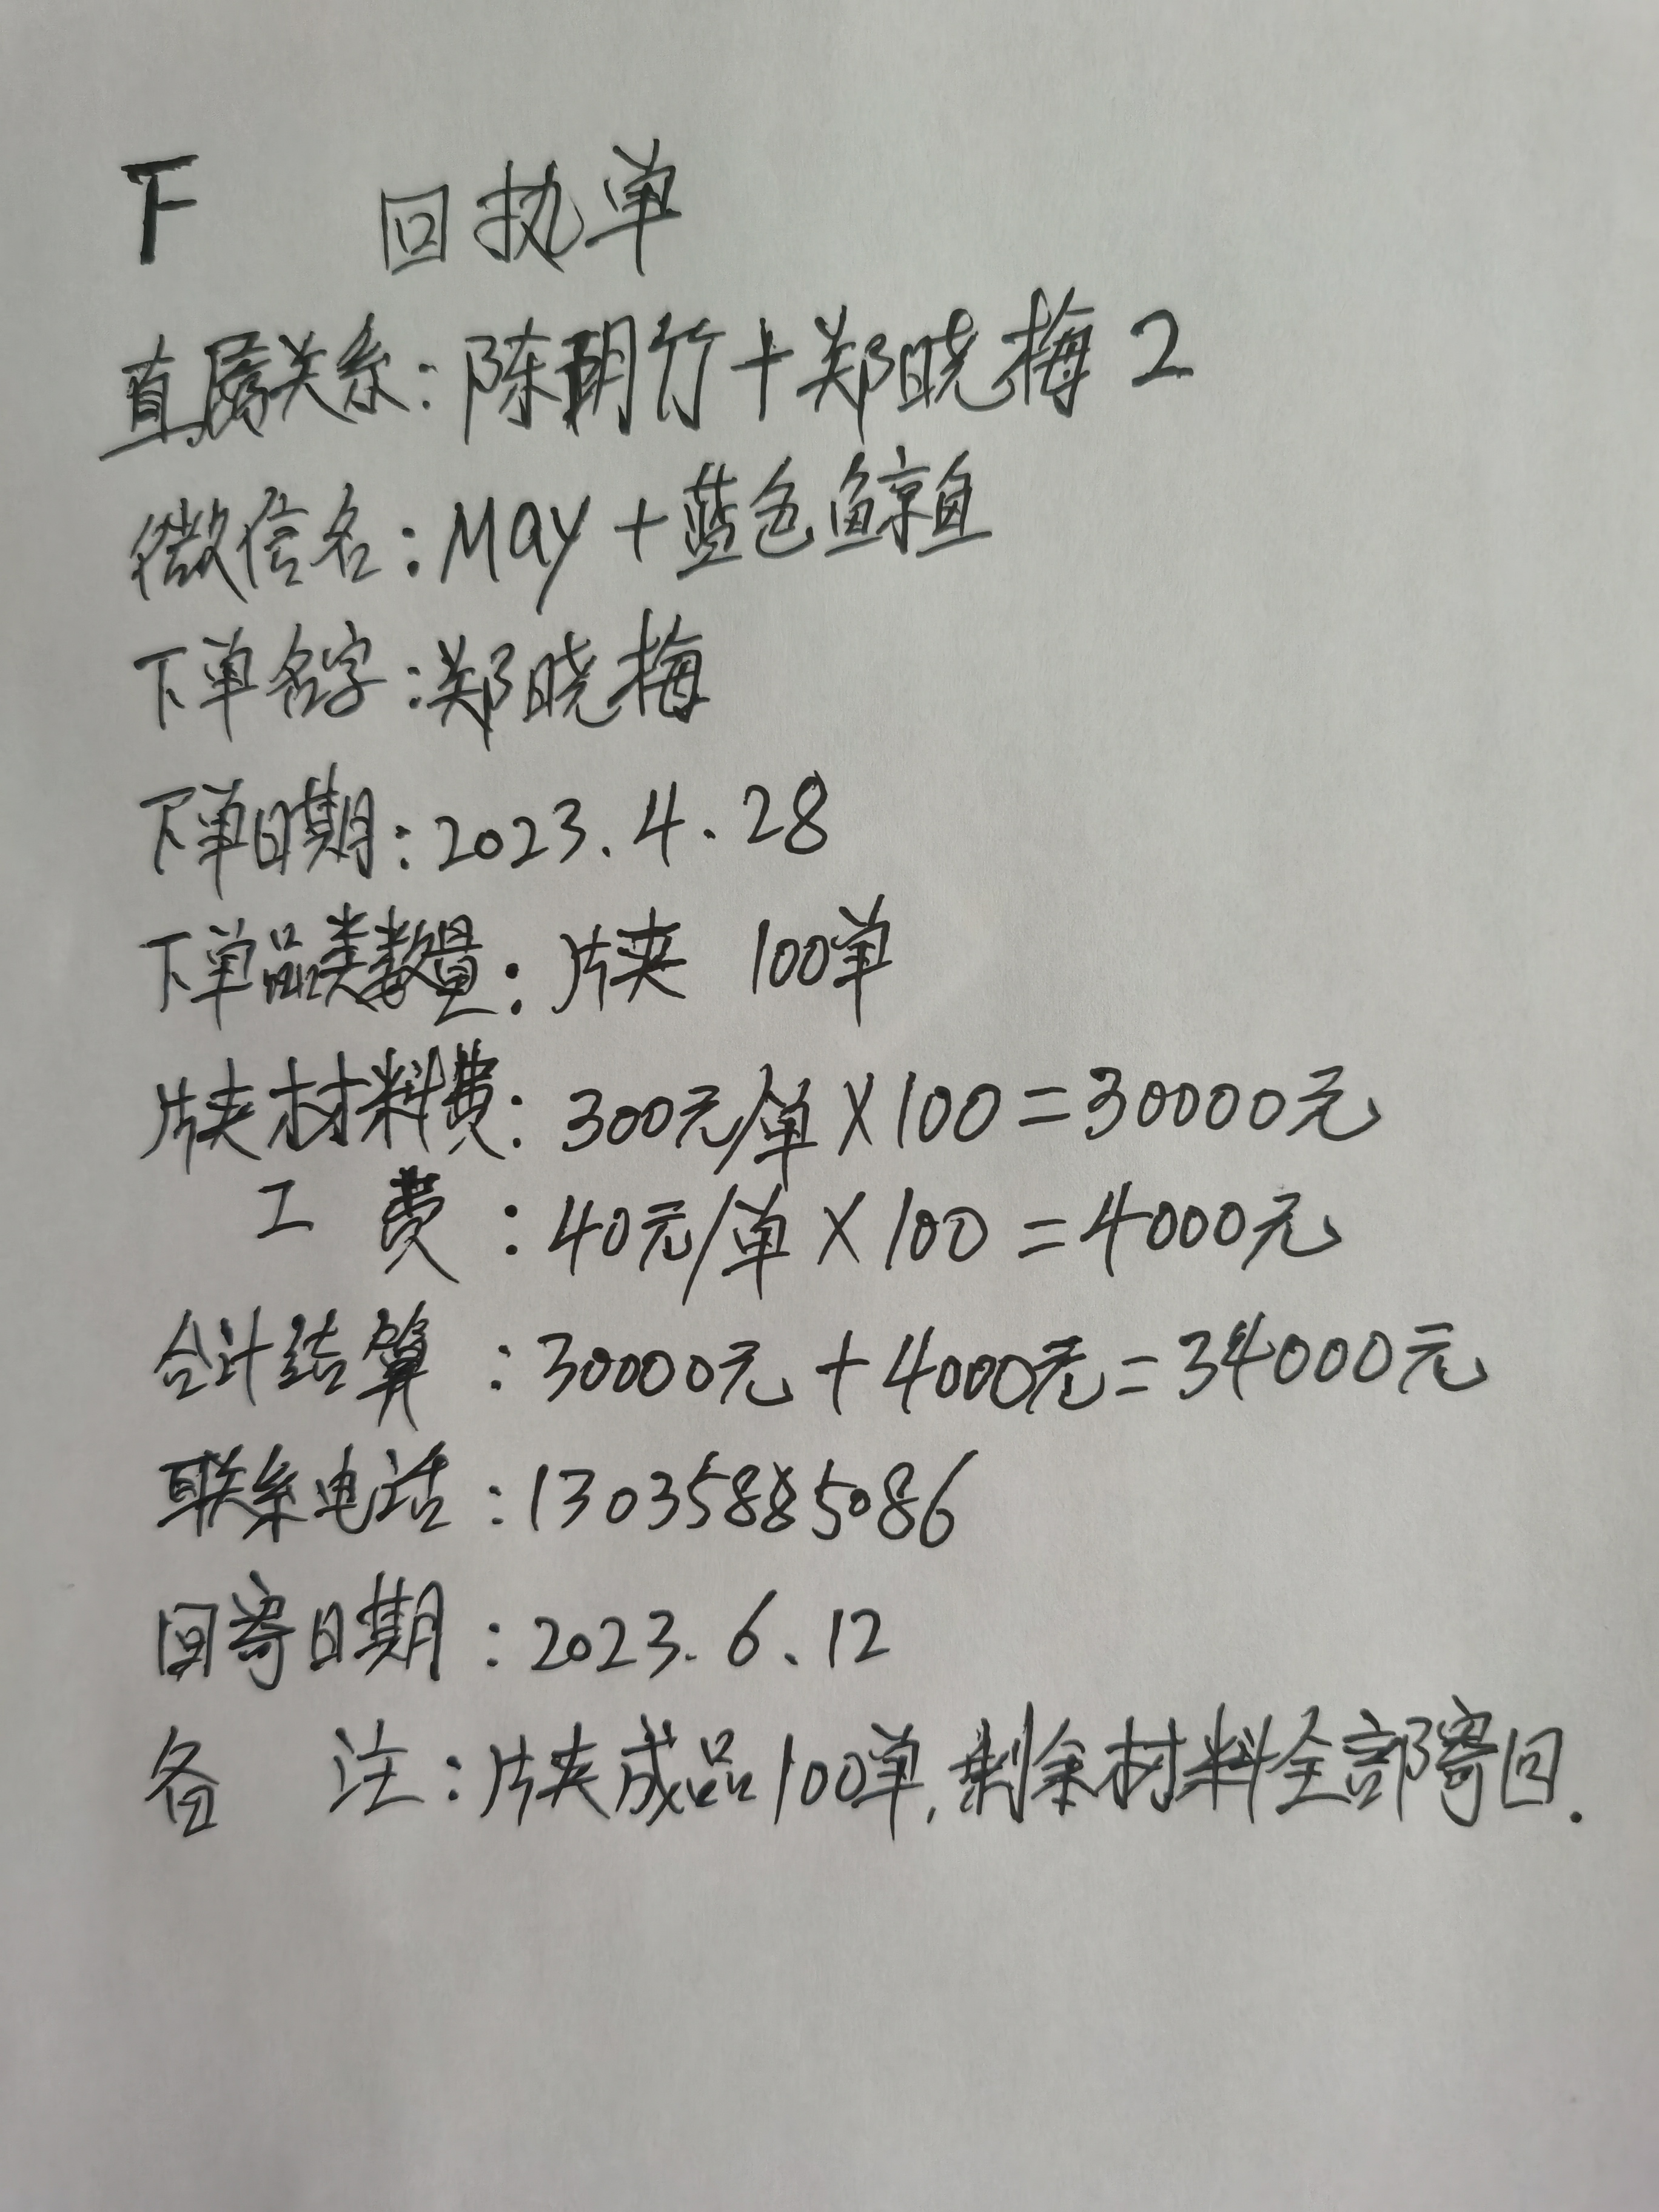 下 回执单
直属关系:陈玥竹+郑晓梅2
微信名:May+蓝色鲸鱼
下单名字:郑晓梅
下单日期:2023.4.28
下单品类数量:片夹 100单
片夹材料费:300元/单×100=30000元
工 费:40元/单×100=4000元
合计结算:30000元+4000元=34000元
联系电话:13035885086
回寄日期:2023.6.12
备 注:片夹成品100单,剩余材料全部寄回.